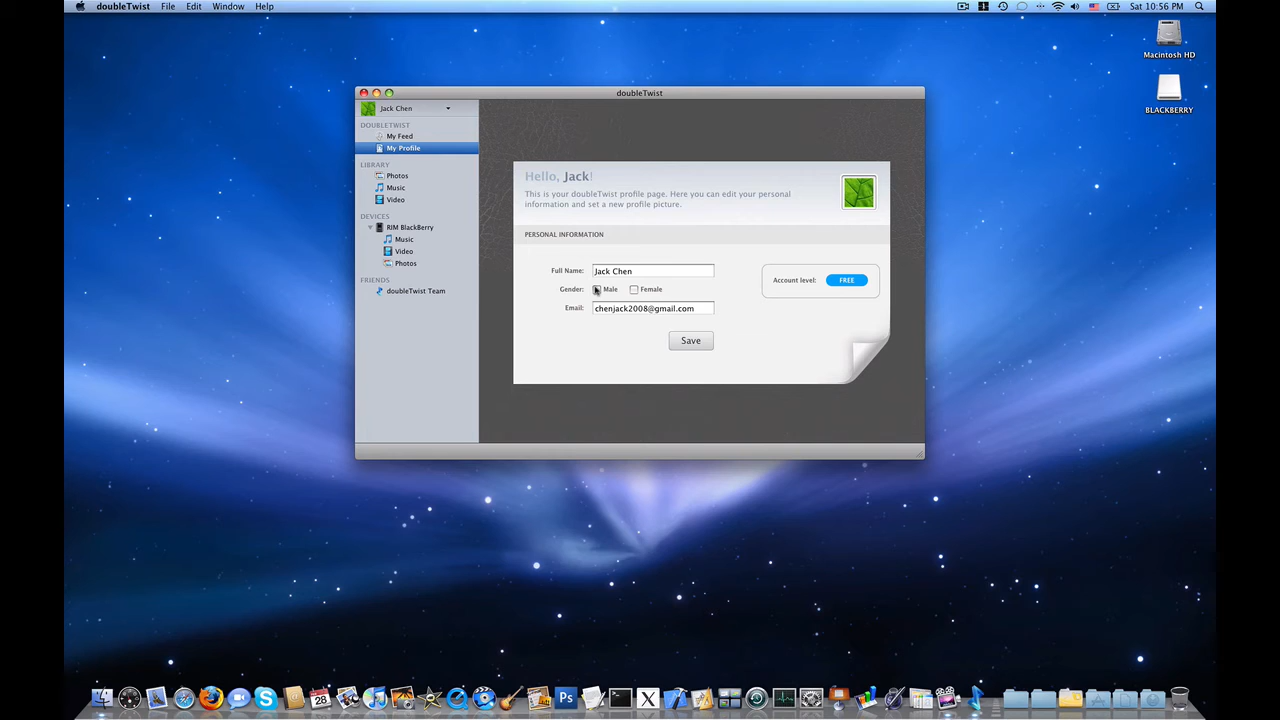 doubleTwist File Edit Window Help
Sat 10:56 PM
Macintosh HD
BLACKBERRY
doubleTwist
Jack Chen
DOUBLETWIST
My Feed
My Profile
LIBRARY
Photos
Music
Video
DEVICES
RIM BlackBerry
Music
Video
Photos
FRIENDS
doubleTwist Team
Hello, Jack!
This is your doubleTwist profile page. Here you can edit your personal
information and set a new profile picture.
PERSONAL INFORMATION
Full Name: Jack Chen
Gender: Male Female
Email: chenjack2008@gmail.com
Save
Account level: FREE
28
Ps